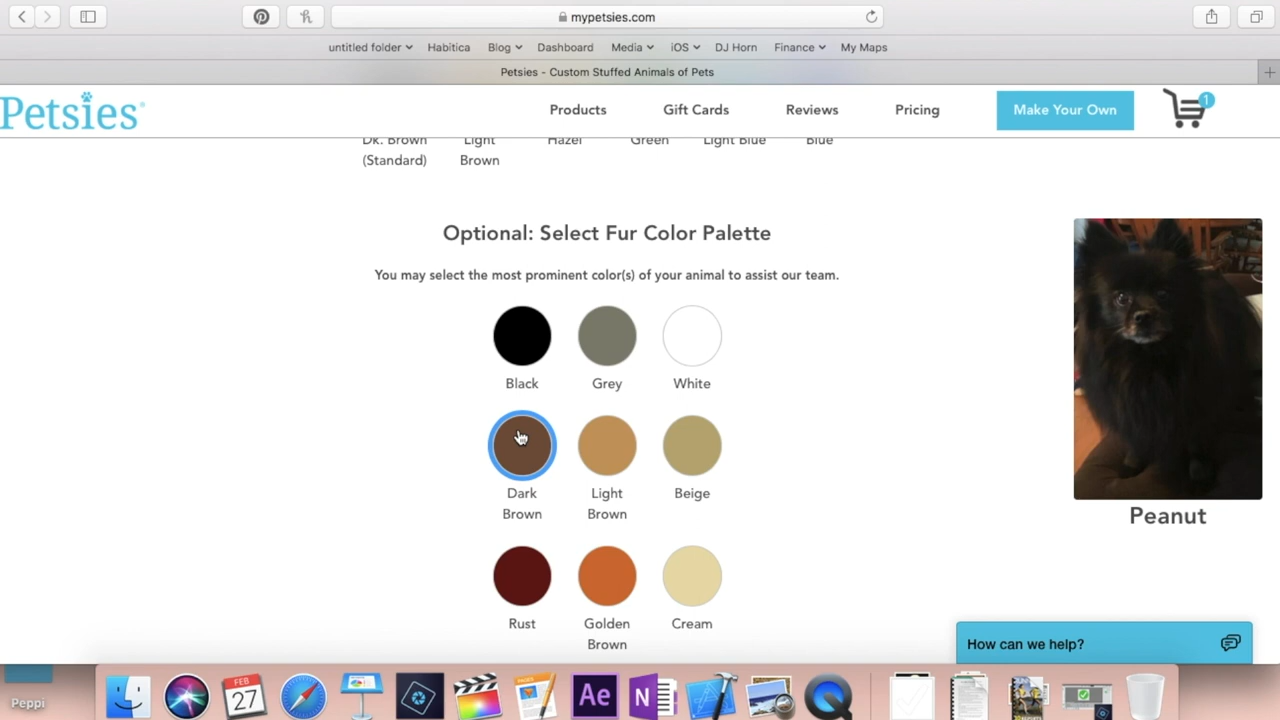 mypetsies.com
untitled folder Habitica Blog Dashboard Media iOS DJ Horn Finance My Maps
Petsies - Custom Stuffed Animals of Pets
Petsies® Products Gift Cards Reviews Pricing Make Your Own 1
Dk. Brown Light Hazel Green Light Blue Blue
(Standard) Brown
Optional: Select Fur Color Palette
You may select the most prominent color(s) of your animal to assist our team.
Black Grey White
Dark Light Beige
Brown Brown
Peanut
Rust Golden Cream
Brown
How can we help?
FEB
27
PAGES
Ae
N
Peppi